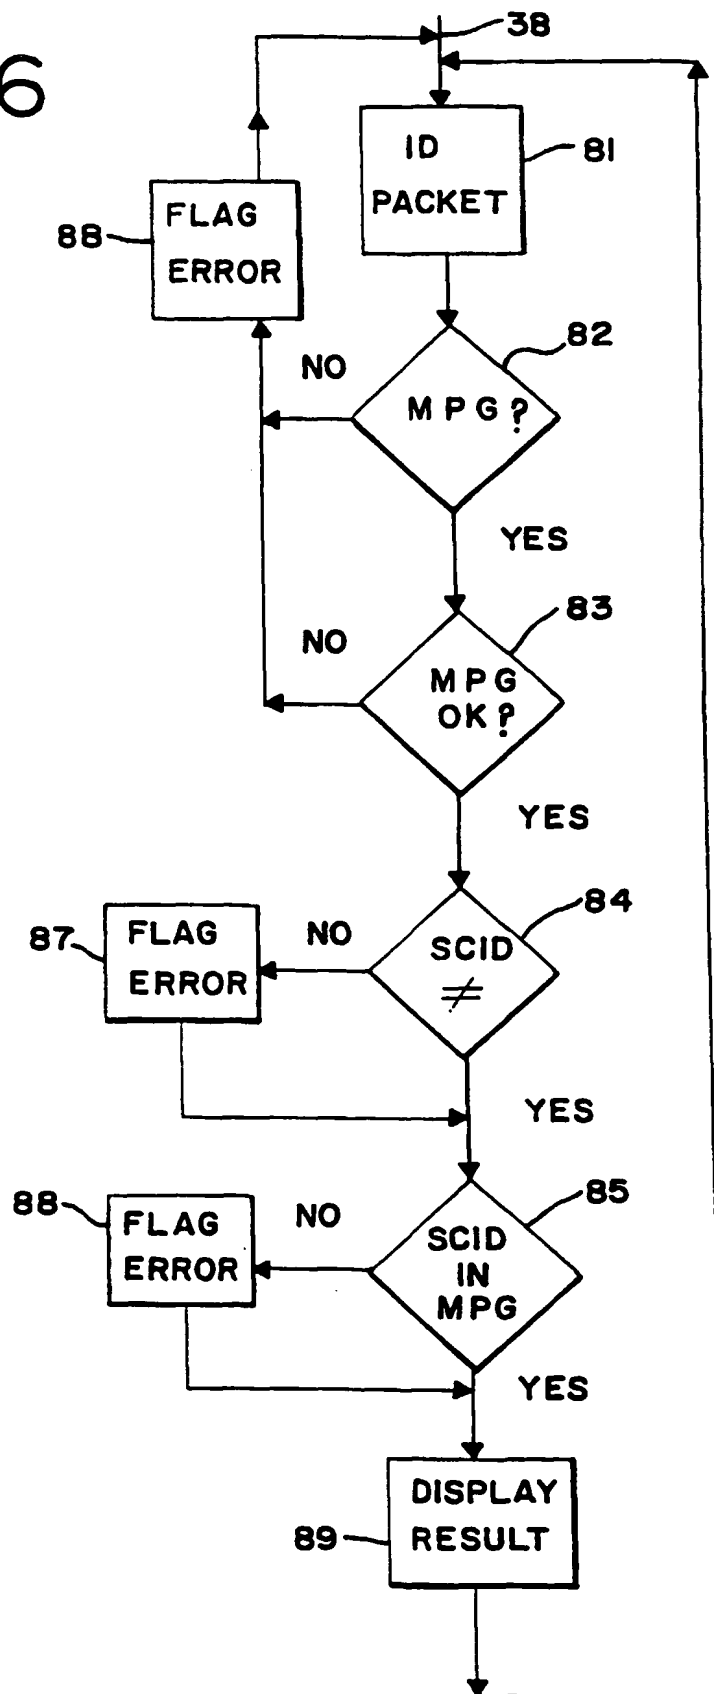 6
38
ID
PACKET
81
FLAG
ERROR
88
82
NO
MPG?
YES
83
NO
MPG
OK?
YES
84
SCID
≠
NO
FLAG
ERROR
87
YES
85
SCID
IN
MPG
NO
FLAG
ERROR
88
YES
DISPLAY
RESULT
89